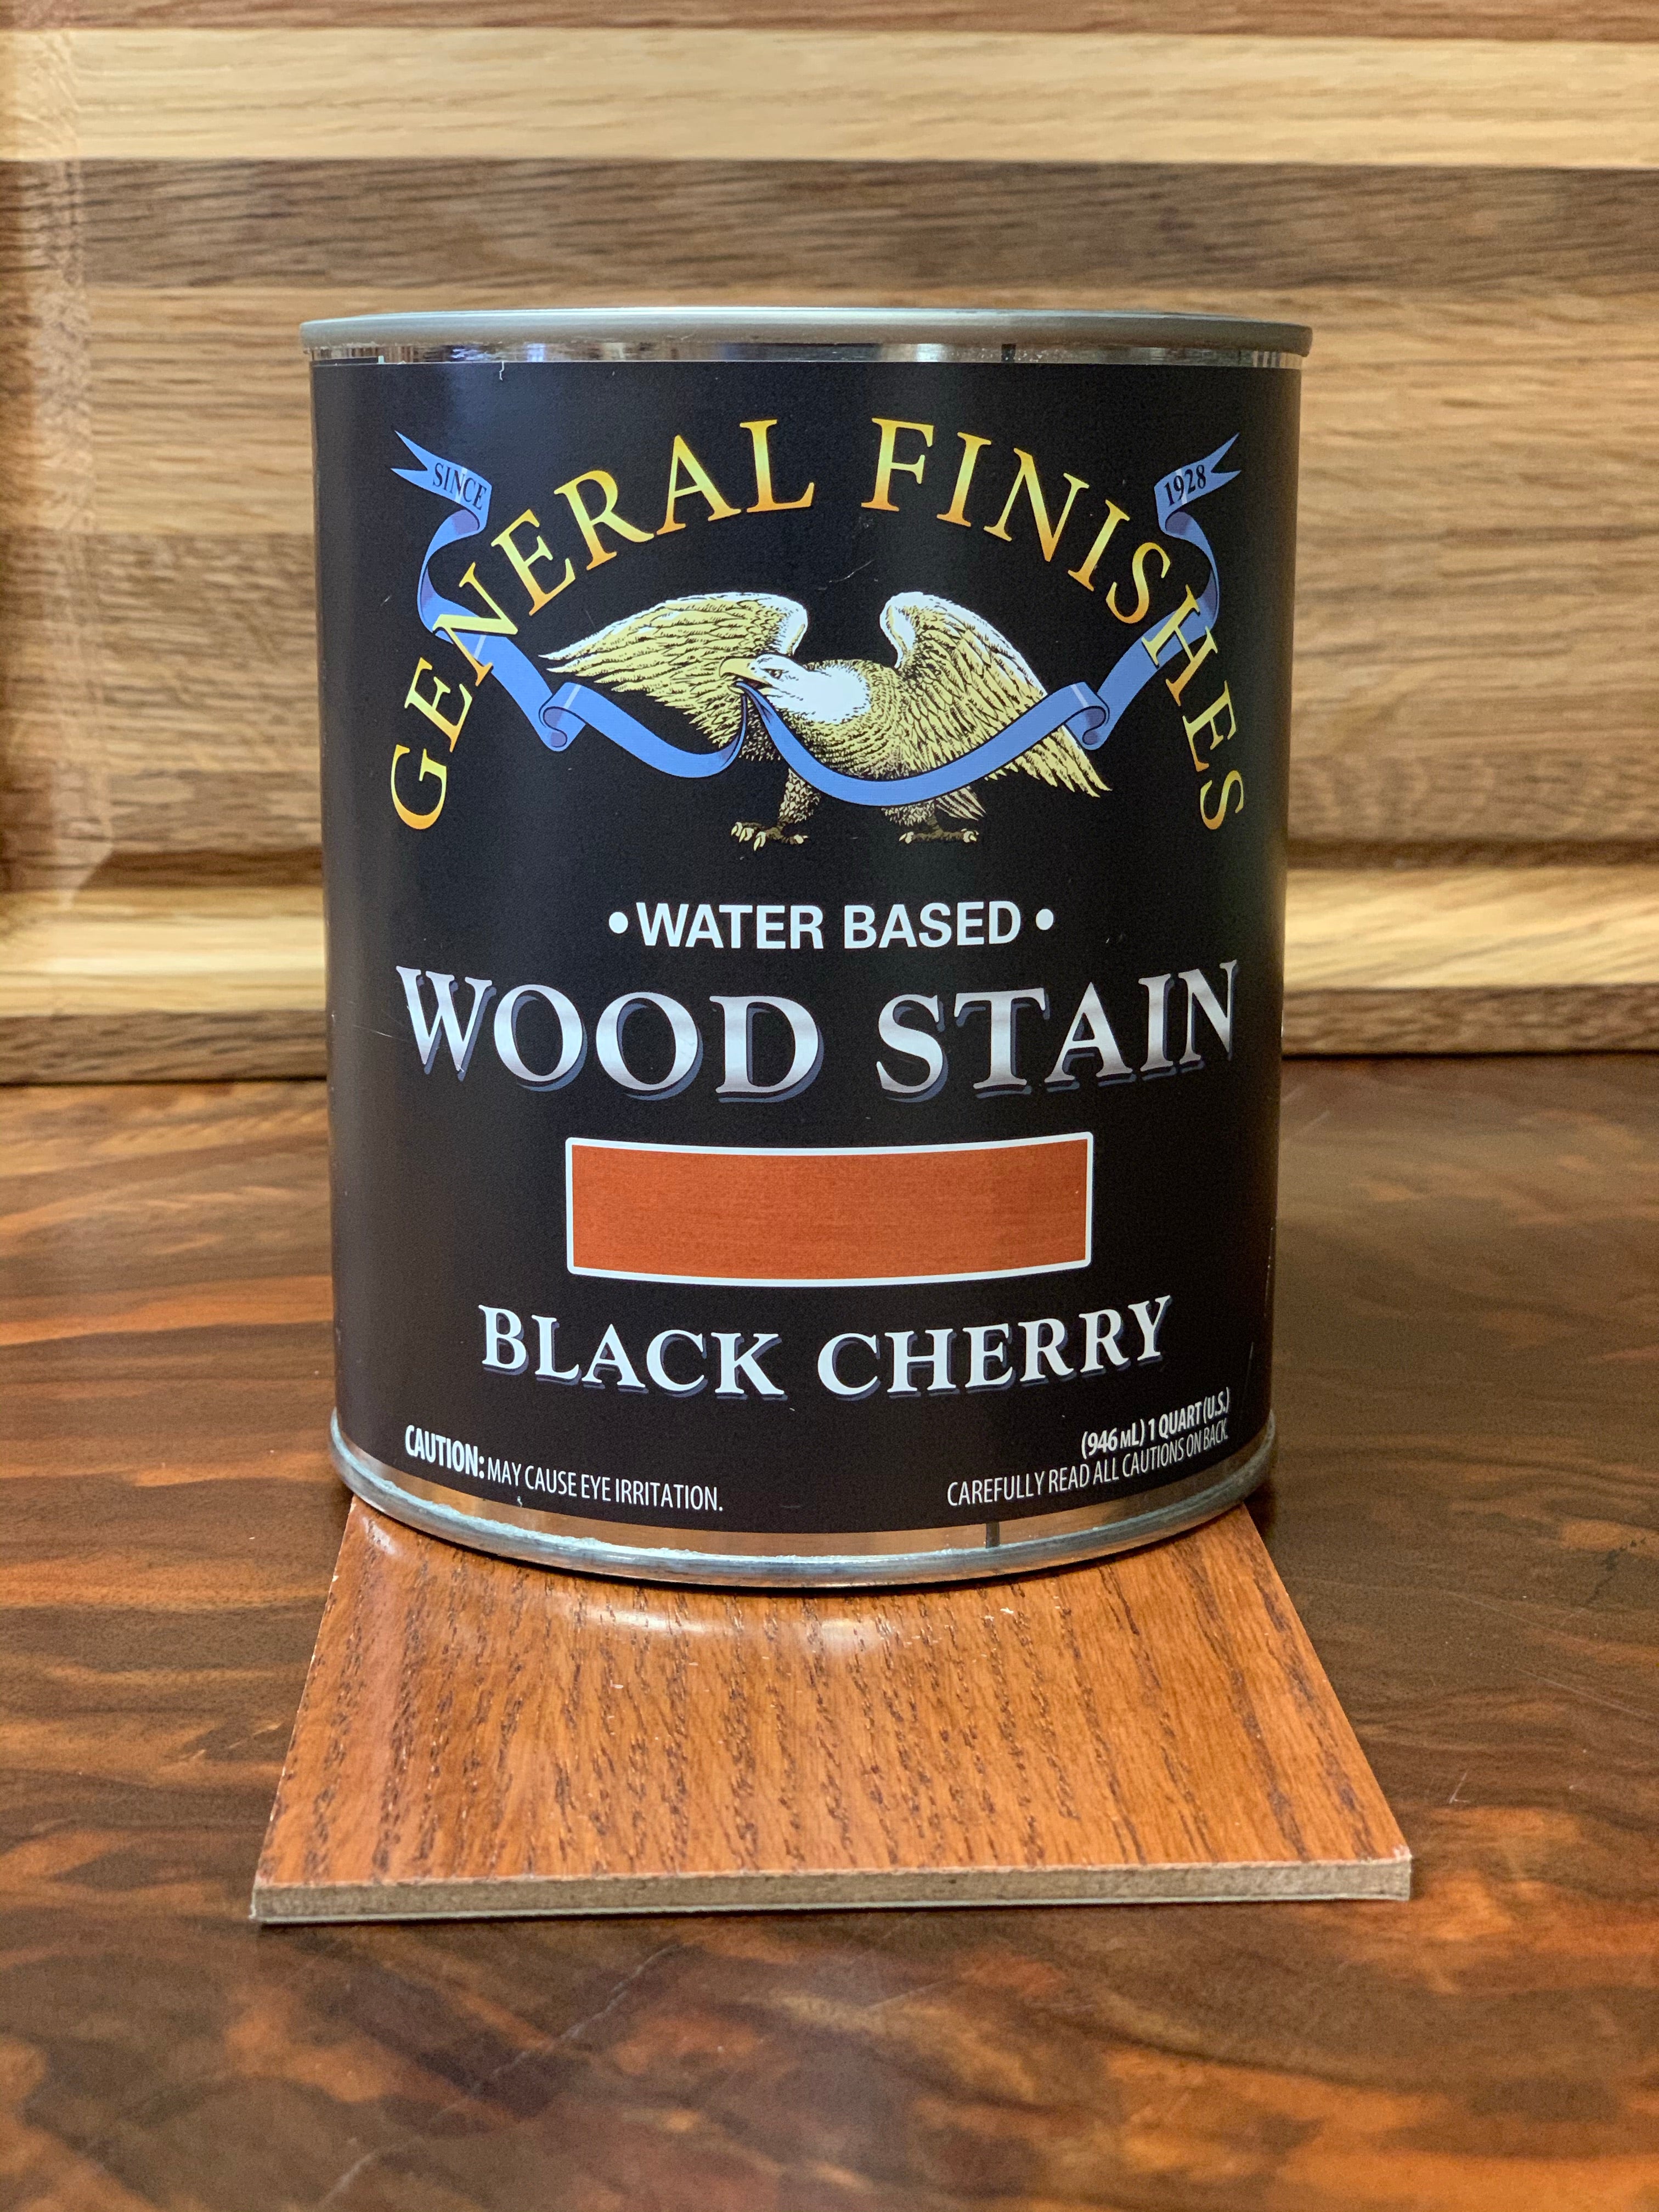 SINCE
1928
GENERAL FINISHES
• WATER BASED •
WOOD STAIN
BLACK CHERRY
CAUTION: MAY CAUSE EYE IRRITATION.
(946 mL) 1 QUART (U.S.)
CAREFULLY READ ALL CAUTIONS ON BACK.